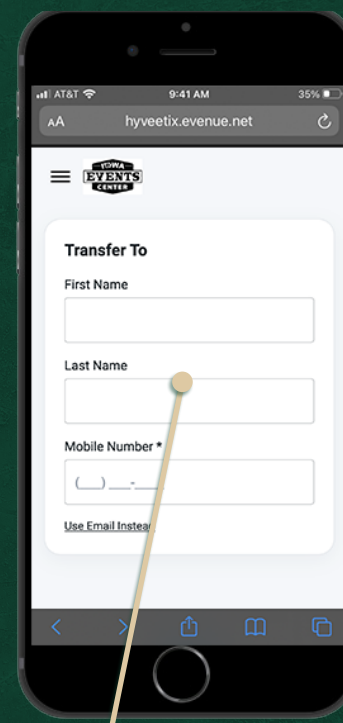 AT&T 9:41 AM 35%
AA hyveetix.evenue.net
IOWA
EVENTS
CENTER
Transfer To
First Name
Last Name
Mobile Number *
(__) ___-____
Use Email Instead